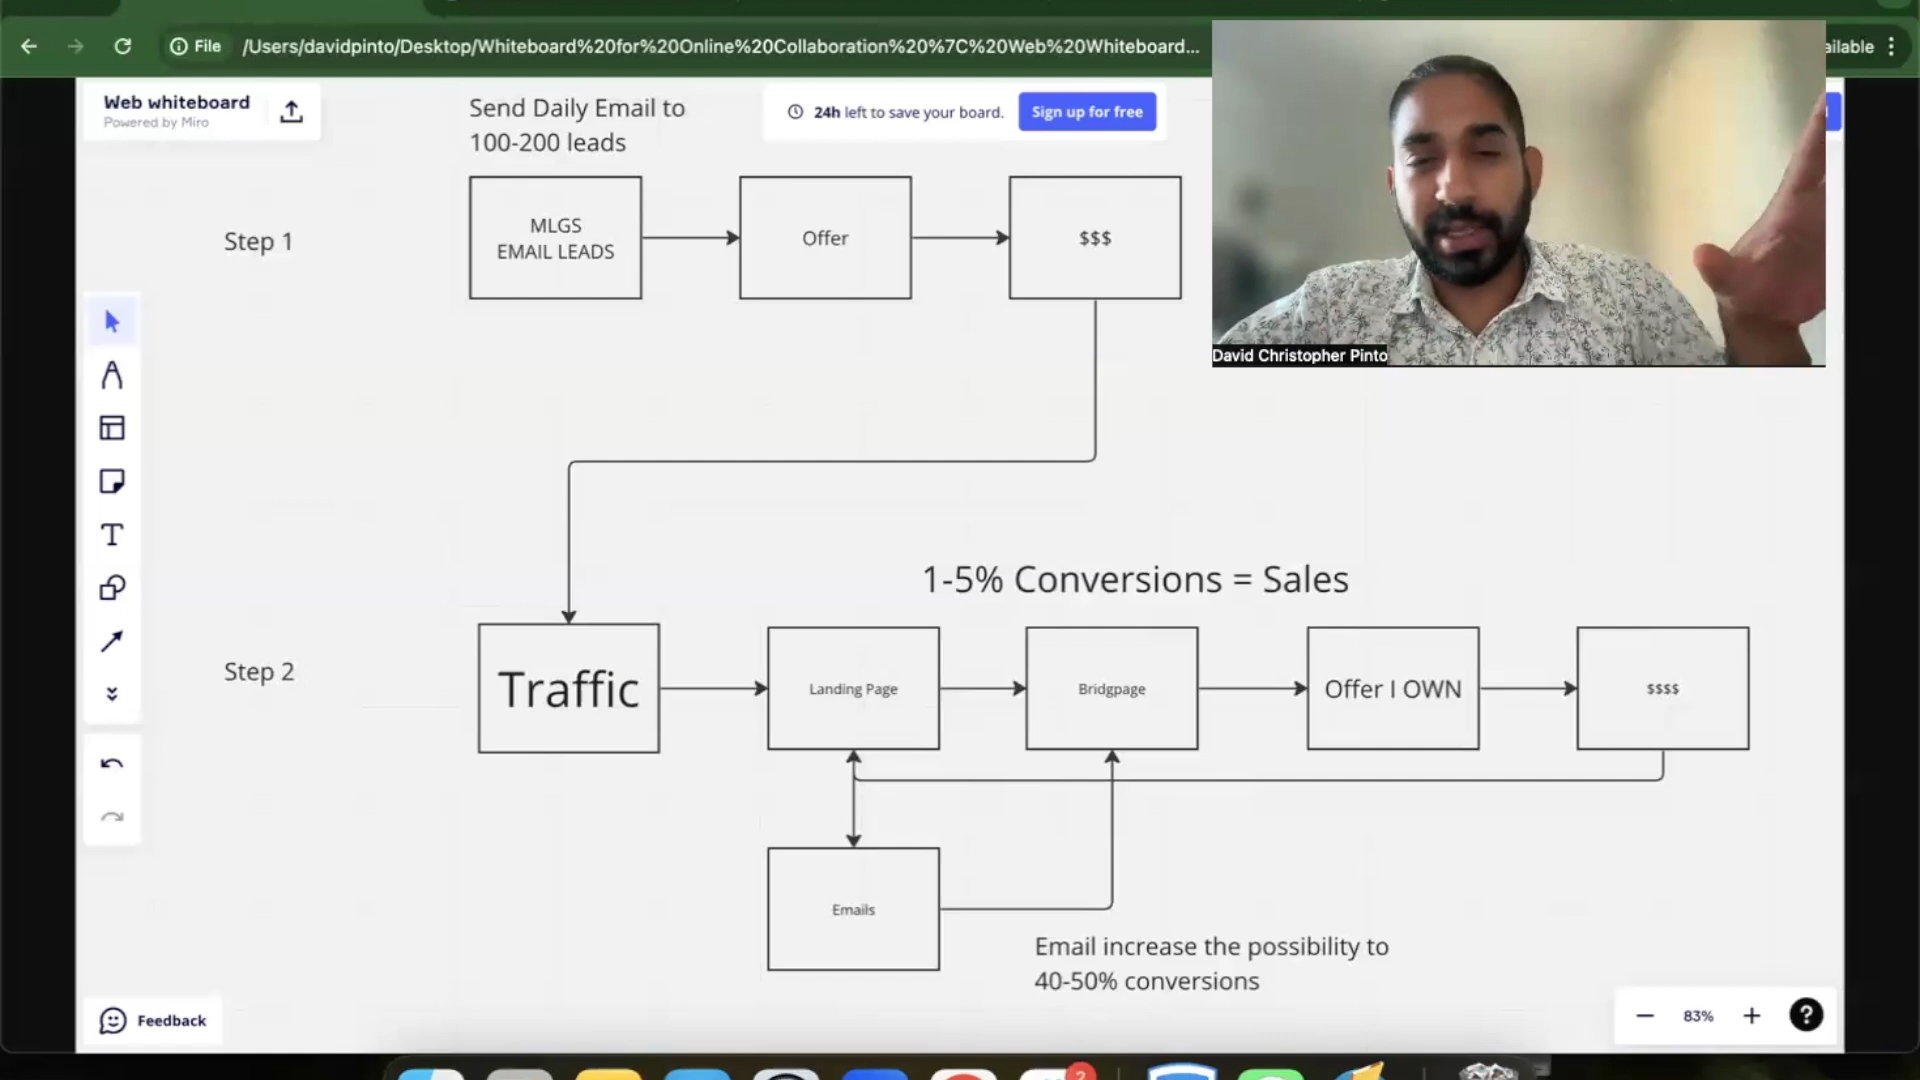 File
/Users/davidpinto/Desktop/Whiteboard%20for%20Online%20Collaboration%20%7C%20Web%20Whiteboard...
ailable
Web whiteboard
Powered by Miro
Send Daily Email to
100-200 leads
24h left to save your board.
Sign up for free
Step 1
MLGS
EMAIL LEADS
Offer
$$$
David Christopher Pinto
1-5% Conversions = Sales
Step 2
Traffic
Landing Page
Bridgpage
Offer I OWN
$$$$
Emails
Email increase the possibility to
40-50% conversions
Feedback
83%
?
2